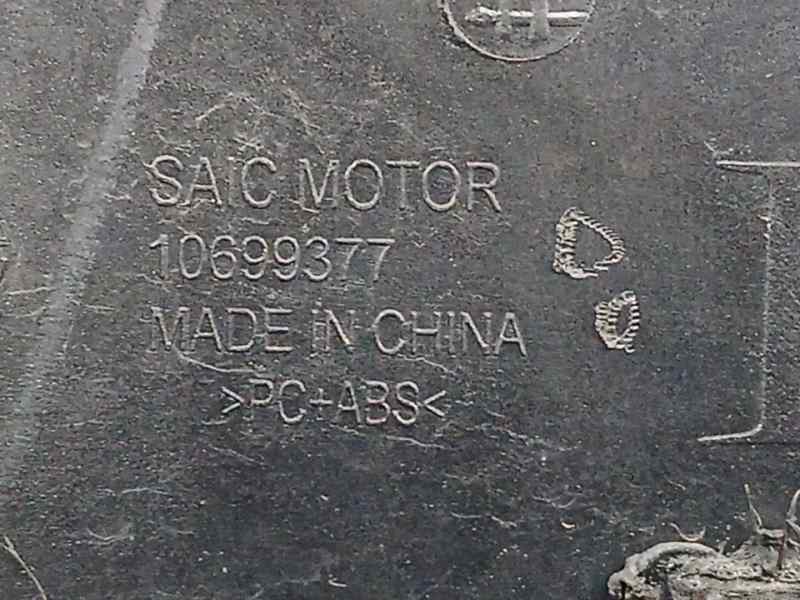 SAIC MOTOR
10699377
MADE IN CHINA
>PC+ABS<